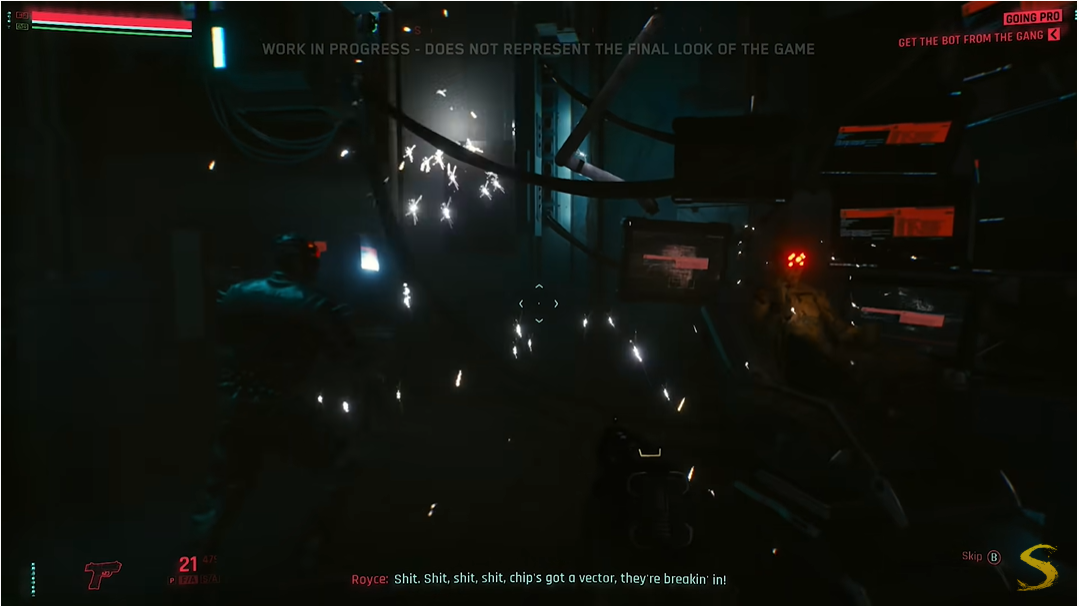 WORK IN PROGRESS - DOES NOT REPRESENT THE FINAL LOOK OF THE GAME
GOING PRO
GET THE BOT FROM THE GANG
21
Skip B
Royce: Shit. Shit, shit, shit, chip's got a vector, they're breakin' in!
S